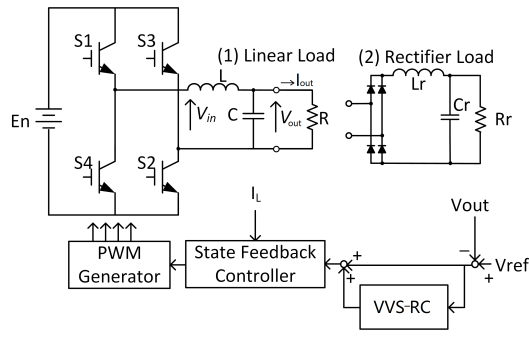 S1
S3
(1) Linear Load
(2) Rectifier Load
L
Iout
Lr
En
Vin
C
Vout
R
Cr
Rr
S4
S2
IL
Vout
PWM
Generator
State Feedback
Controller
+
+
−
Vref
+
VVS-RC